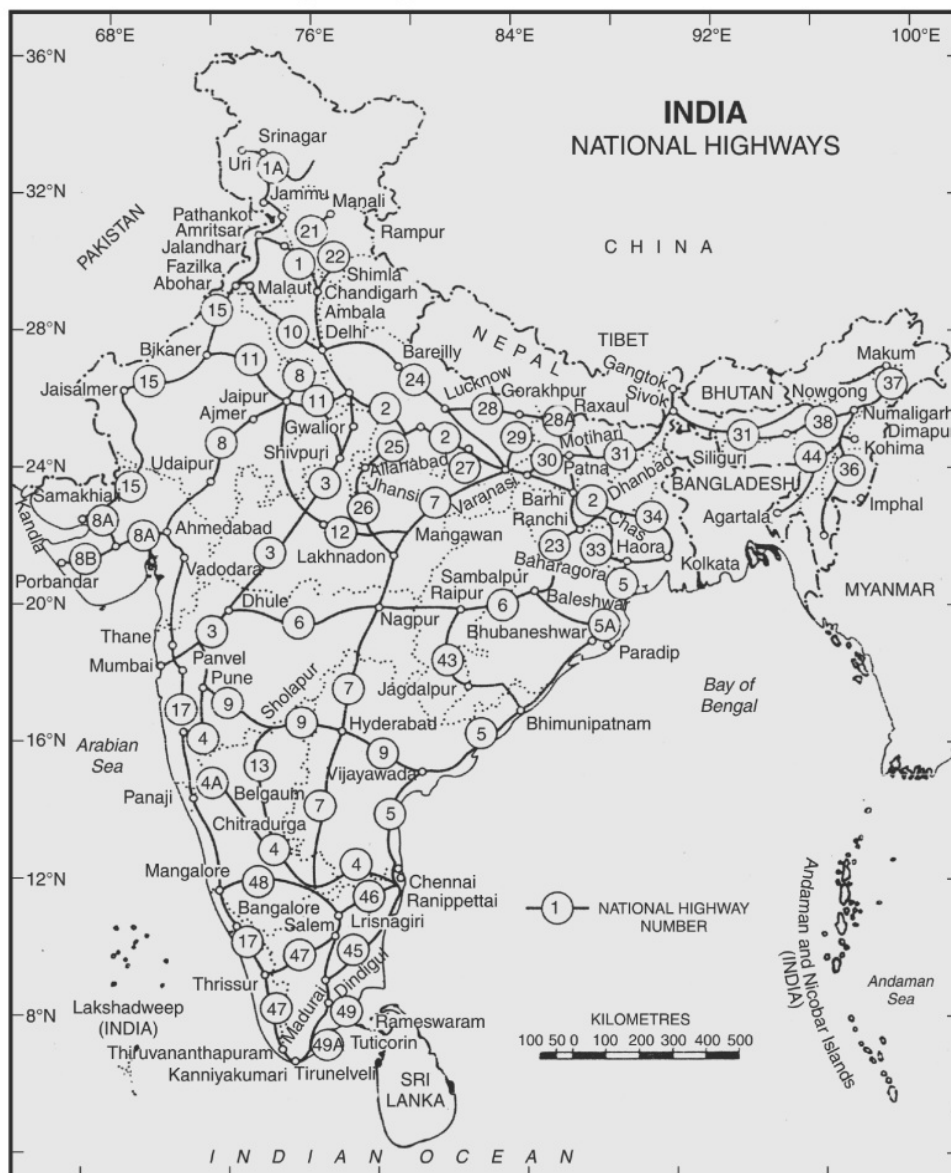 68°E 76°E 84°E 92°E 100°E
36°N
INDIA
NATIONAL HIGHWAYS
Srinagar
Uri
1A
Jammu
Manali
Pathankot
Amritsar
21
Rampur
PAKISTAN
32°N
CHINA
Jalandhar
22
1
Fazilka
Shimla
Abohar
Malaut
Chandigarh
15
Ambala
28°N
10
Delhi
NEPAL
TIBET
Bareilly
Makum
Bjkaner
11
Gangtok
8
24
Lucknow
Gorakhpur
Sivok
BHUTAN
Nowgong
37
Jaisalmer
15
Jaipur
11
2
28
Raxaul
28A
Numaligarh
Ajmer
Gwalior
38
Dimapur
8
25
2
29
Motihari
31
31
Kohima
Shivpuri
30
Siliguri
44
24°N
Udaipur
Allahabad
27
Patna
36
Samakhia
15
3
Jhansi
Varanasi
Dhanbad
BANGLADESH
26
7
Barhi
2
Imphal
Kandla
8A
8A
Ahmedabad
12
Mangawan
Ranchi
Chas
34
Agartala
8B
3
Lakhnadon
23
33
Haora
Porbandar
Vadodara
Baharagora
Kolkata
Sambalpur
5
MYANMAR
20°N
Dhule
6
Raipur
6
Baleshwar
Nagpur
Bhubaneshwar
5A
Thane
3
Paradip
Mumbai
Panvel
43
Pune
Jagdalpur
Bay of
Bengal
17
9
Sholapur
7
4
9
Hyderabad
5
Bhimunipatnam
16°N
Arabian
Sea
13
9
Vijayawada
4A
Belgaum
7
Panaji
5
Chitradurga
4
Mangalore
4
12°N
48
Chennai
46
Ranippettai
1
NATIONAL HIGHWAY
NUMBER
Bangalore
Salem
Lrisnagiri
17
47
45
Thrissur
Dindigul
Andaman and Nicobar Islands
(INDIA)
Andaman
Sea
Lakshadweep
(INDIA)
47
Madurai
49
8°N
Rameswaram
KILOMETRES
100 50 0 100 200 300 400 500
Thiruvananthapuram
49A
Tuticorin
Kanniyakumari
Tirunelveli
SRI
LANKA
INDIAN OCEAN